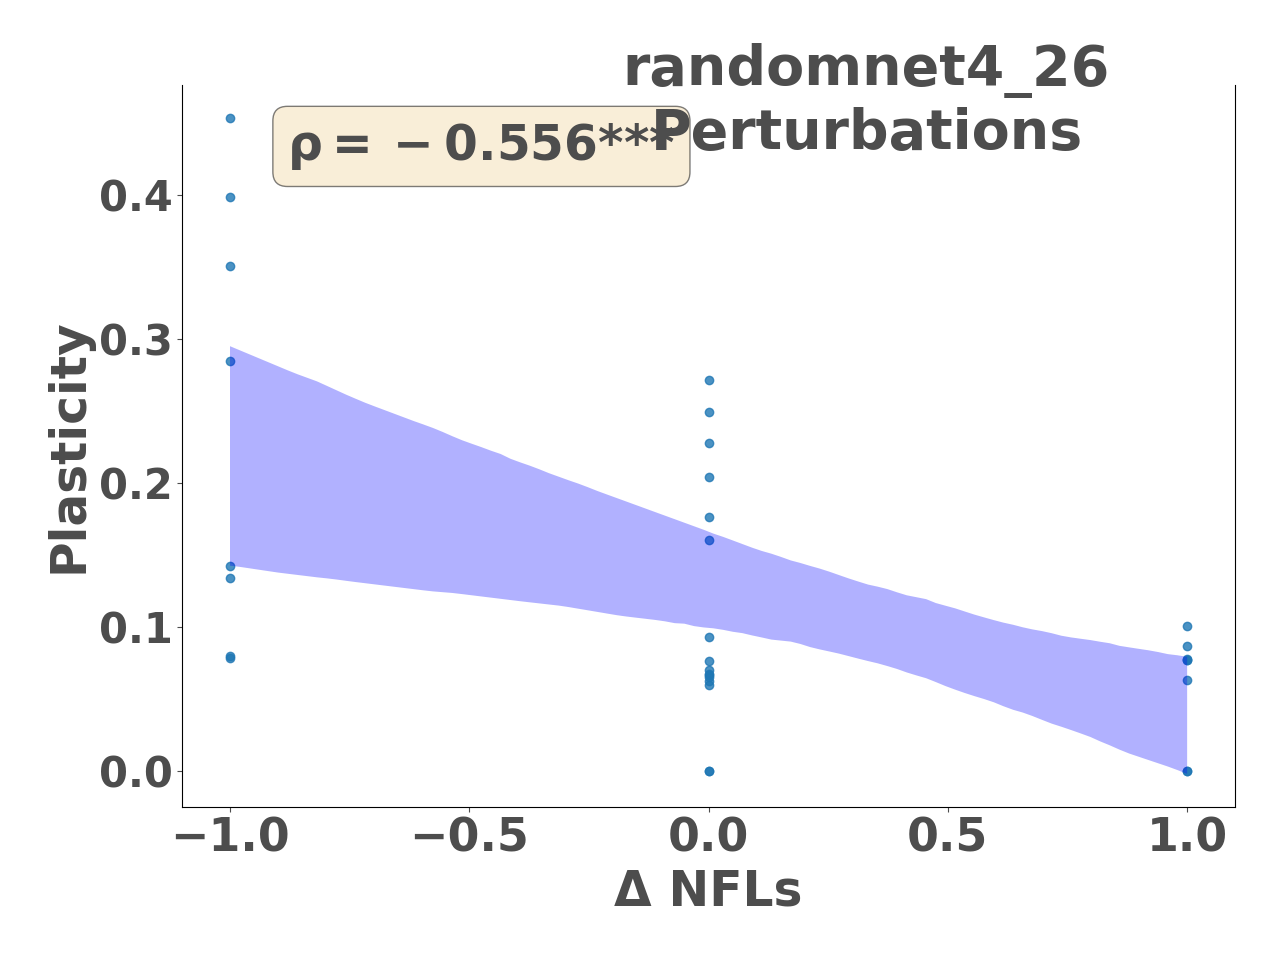 randomnet4_26
Perturbations
ρ = − 0.556***
Plasticity
0.4
0.3
0.2
0.1
0.0
−1.0 −0.5 0.0 0.5 1.0
Δ NFLs